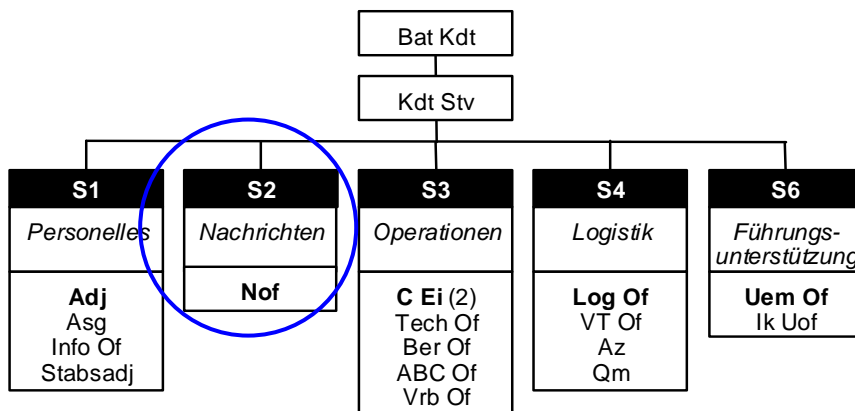 Bat Kdt
Kdt Stv
S1
Personelles
Adj
Asg
Info Of
Stabsadj
S2
Nachrichten
Nof
S3
Operationen
C Ei (2)
Tech Of
Ber Of
ABC Of
Vrb Of
S4
Logistik
Log Of
VT Of
Az
Qm
S6
Führungs-
unterstützung
Uem Of
Ik Uof